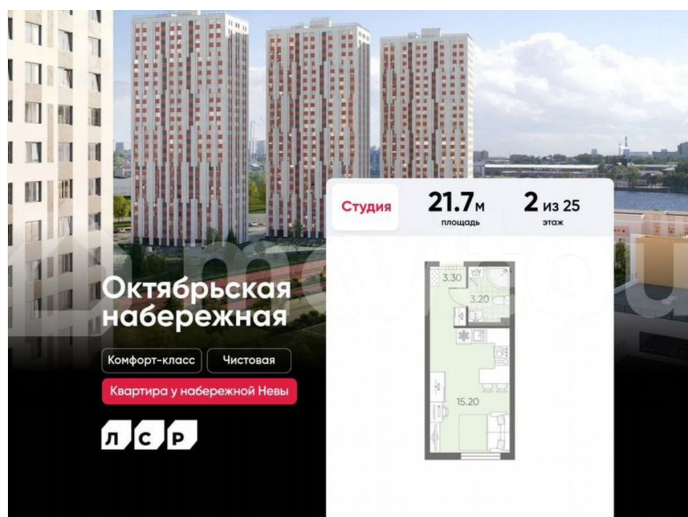 Студия
21.7м
площадь
2 из 25
этаж
3.30
3.20
15.20
Октябрьская
набережная
Комфорт-класс
Чистовая
Квартира у набережной Невы
ЛСР